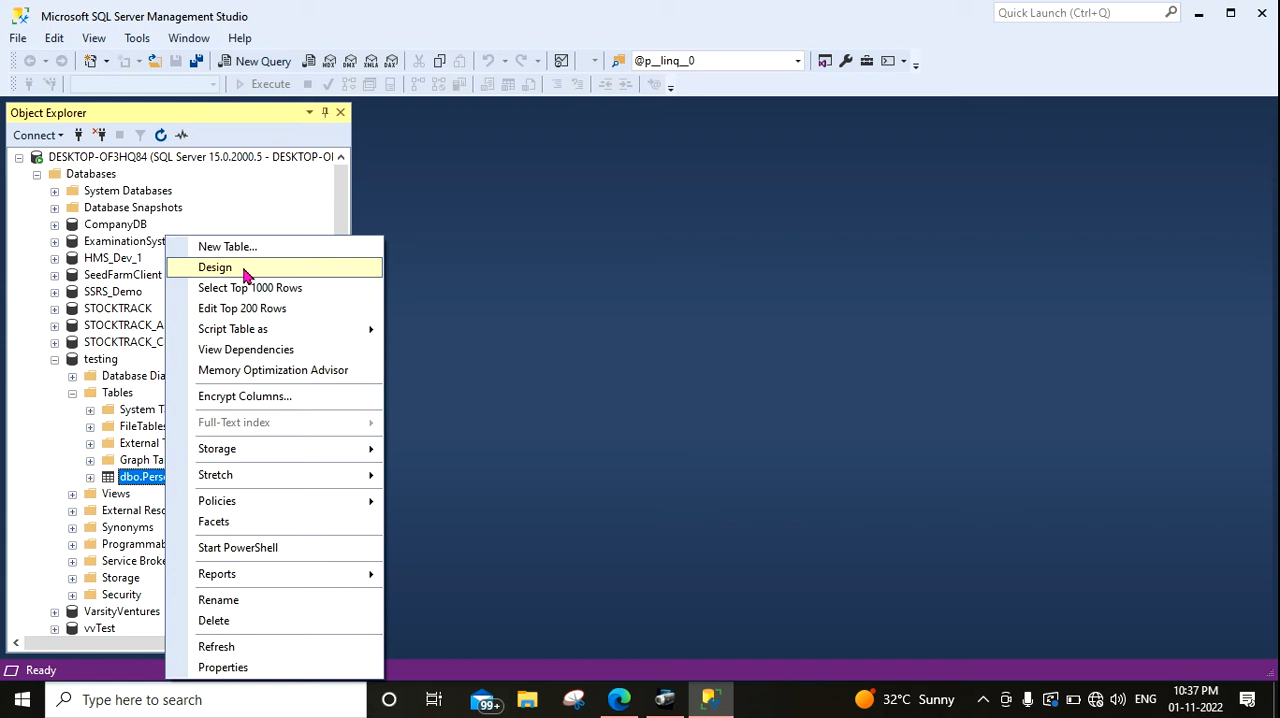 Microsoft SQL Server Management Studio
Quick Launch (Ctrl+Q)
File Edit View Tools Window Help
New Query
@p__linq__0
Execute
Object Explorer
Connect
DESKTOP-OF3HQ84 (SQL Server 15.0.2000.5 - DESKTOP-OI
Databases
System Databases
Database Snapshots
CompanyDB
ExaminationSyst
HMS_Dev_1
SeedFarmClient
SSRS_Demo
STOCKTRACK
STOCKTRACK_A
STOCKTRACK_C
testing
Database Dia
Tables
System T
FileTables
External T
Graph Ta
dbo.Perso
Views
External Reso
Synonyms
Programmab
Service Broke
Storage
Security
VarsityVentures
vvTest
New Table...
Design
Select Top 1000 Rows
Edit Top 200 Rows
Script Table as
View Dependencies
Memory Optimization Advisor
Encrypt Columns...
Full-Text index
Storage
Stretch
Policies
Facets
Start PowerShell
Reports
Rename
Delete
Refresh
Properties
Ready
Type here to search
99+
32°C Sunny
ENG
10:37 PM
01-11-2022